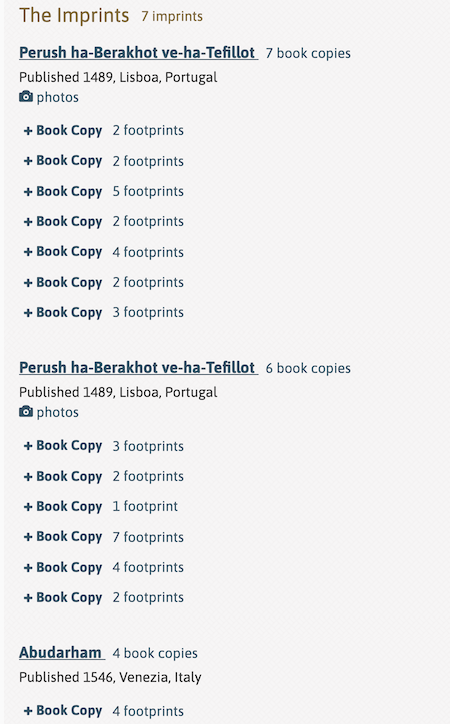 The Imprints 7 imprints
Perush ha-Berakhot ve-ha-Tefillot 7 book copies
Published 1489, Lisboa, Portugal
photos
+ Book Copy 2 footprints
+ Book Copy 2 footprints
+ Book Copy 5 footprints
+ Book Copy 2 footprints
+ Book Copy 4 footprints
+ Book Copy 2 footprints
+ Book Copy 3 footprints
Perush ha-Berakhot ve-ha-Tefillot 6 book copies
Published 1489, Lisboa, Portugal
photos
+ Book Copy 3 footprints
+ Book Copy 2 footprints
+ Book Copy 1 footprint
+ Book Copy 7 footprints
+ Book Copy 4 footprints
+ Book Copy 2 footprints
Abudarham 4 book copies
Published 1546, Venezia, Italy
+ Book Copy 4 footprints